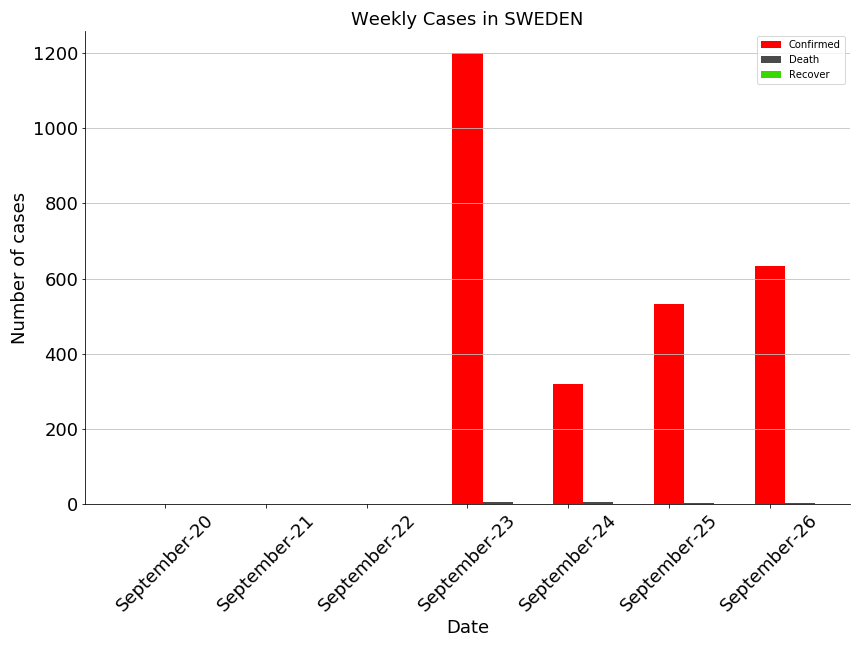 Weekly Cases in SWEDEN
Confirmed
Death
Recover
Number of cases
1200
1000
800
600
400
200
0
September-20
September-21
September-22
September-23
September-24
September-25
September-26
Date